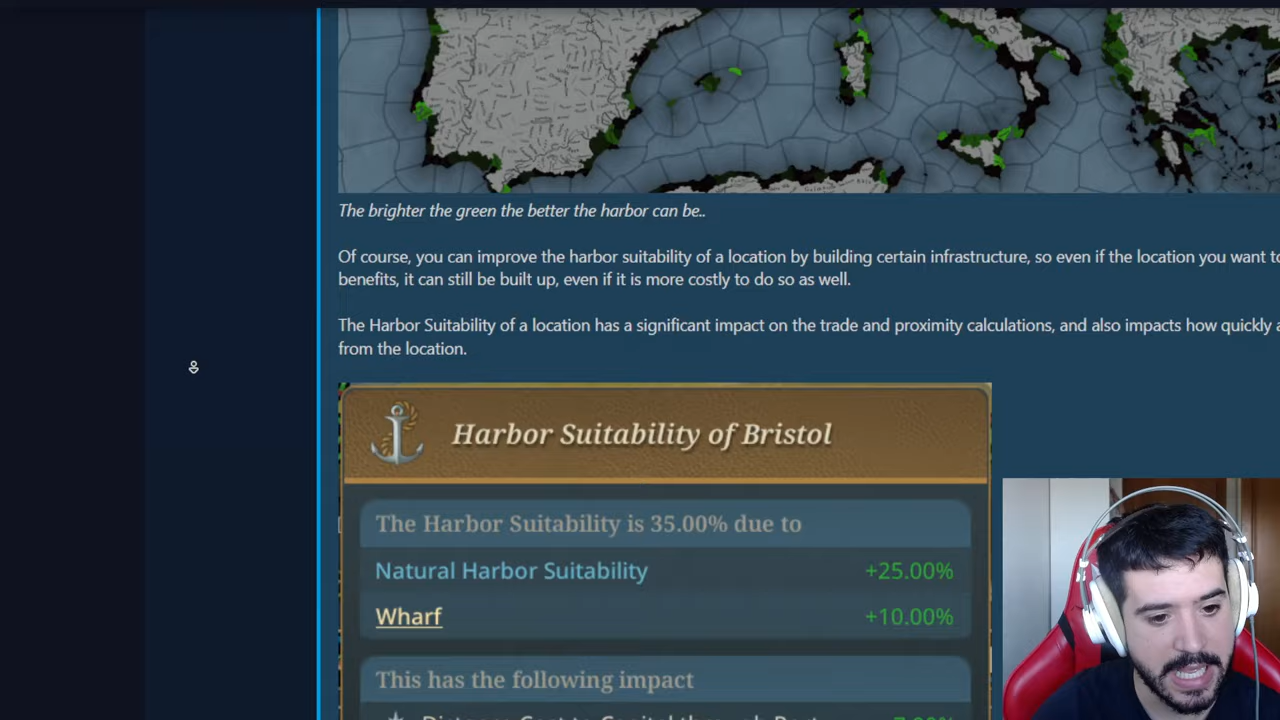 The brighter the green the better the harbor can be..
Of course, you can improve the harbor suitability of a location by building certain infrastructure, so even if the location you want to
benefits, it can still be built up, even if it is more costly to do so as well.
The Harbor Suitability of a location has a significant impact on the trade and proximity calculations, and also impacts how quickly a
from the location.
Harbor Suitability of Bristol
The Harbor Suitability is 35.00% due to
Natural Harbor Suitability +25.00%
Wharf +10.00%
This has the following impact